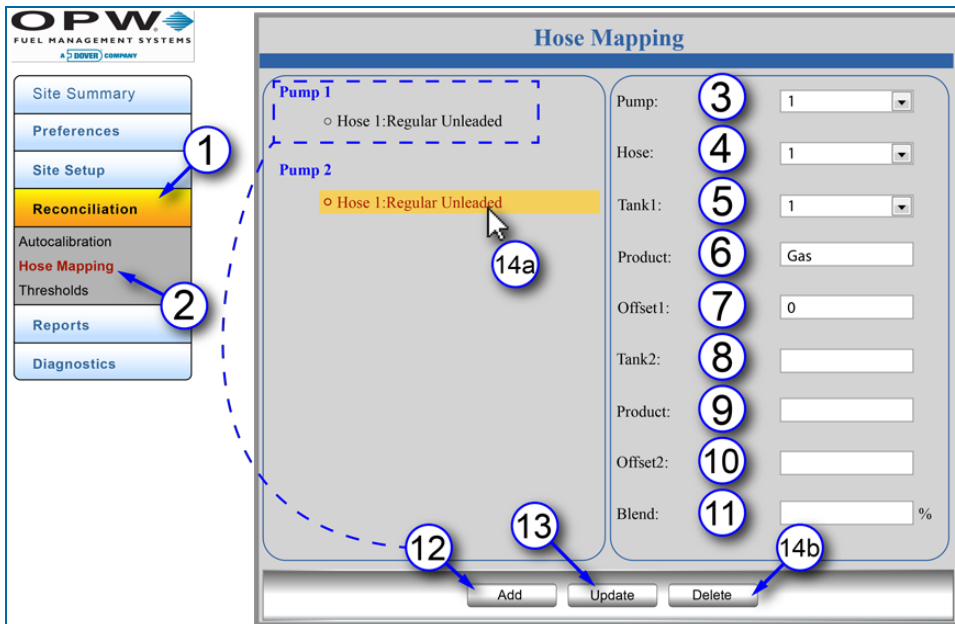 OPW
FUEL MANAGEMENT SYSTEMS
A DOVER COMPANY
Site Summary
Preferences
Site Setup
Reconciliation
Autocalibration
Hose Mapping
Thresholds
Reports
Diagnostics
1
2
Hose Mapping
Pump 1
Hose 1:Regular Unleaded
Pump 2
Hose 1:Regular Unleaded
14a
Pump: 3 1
Hose: 4 1
Tank1: 5 1
Product: 6 Gas
Offset1: 7 0
Tank2: 8
Product: 9
Offset2: 10
Blend: 11 %
12
13
14b
Add
Update
Delete